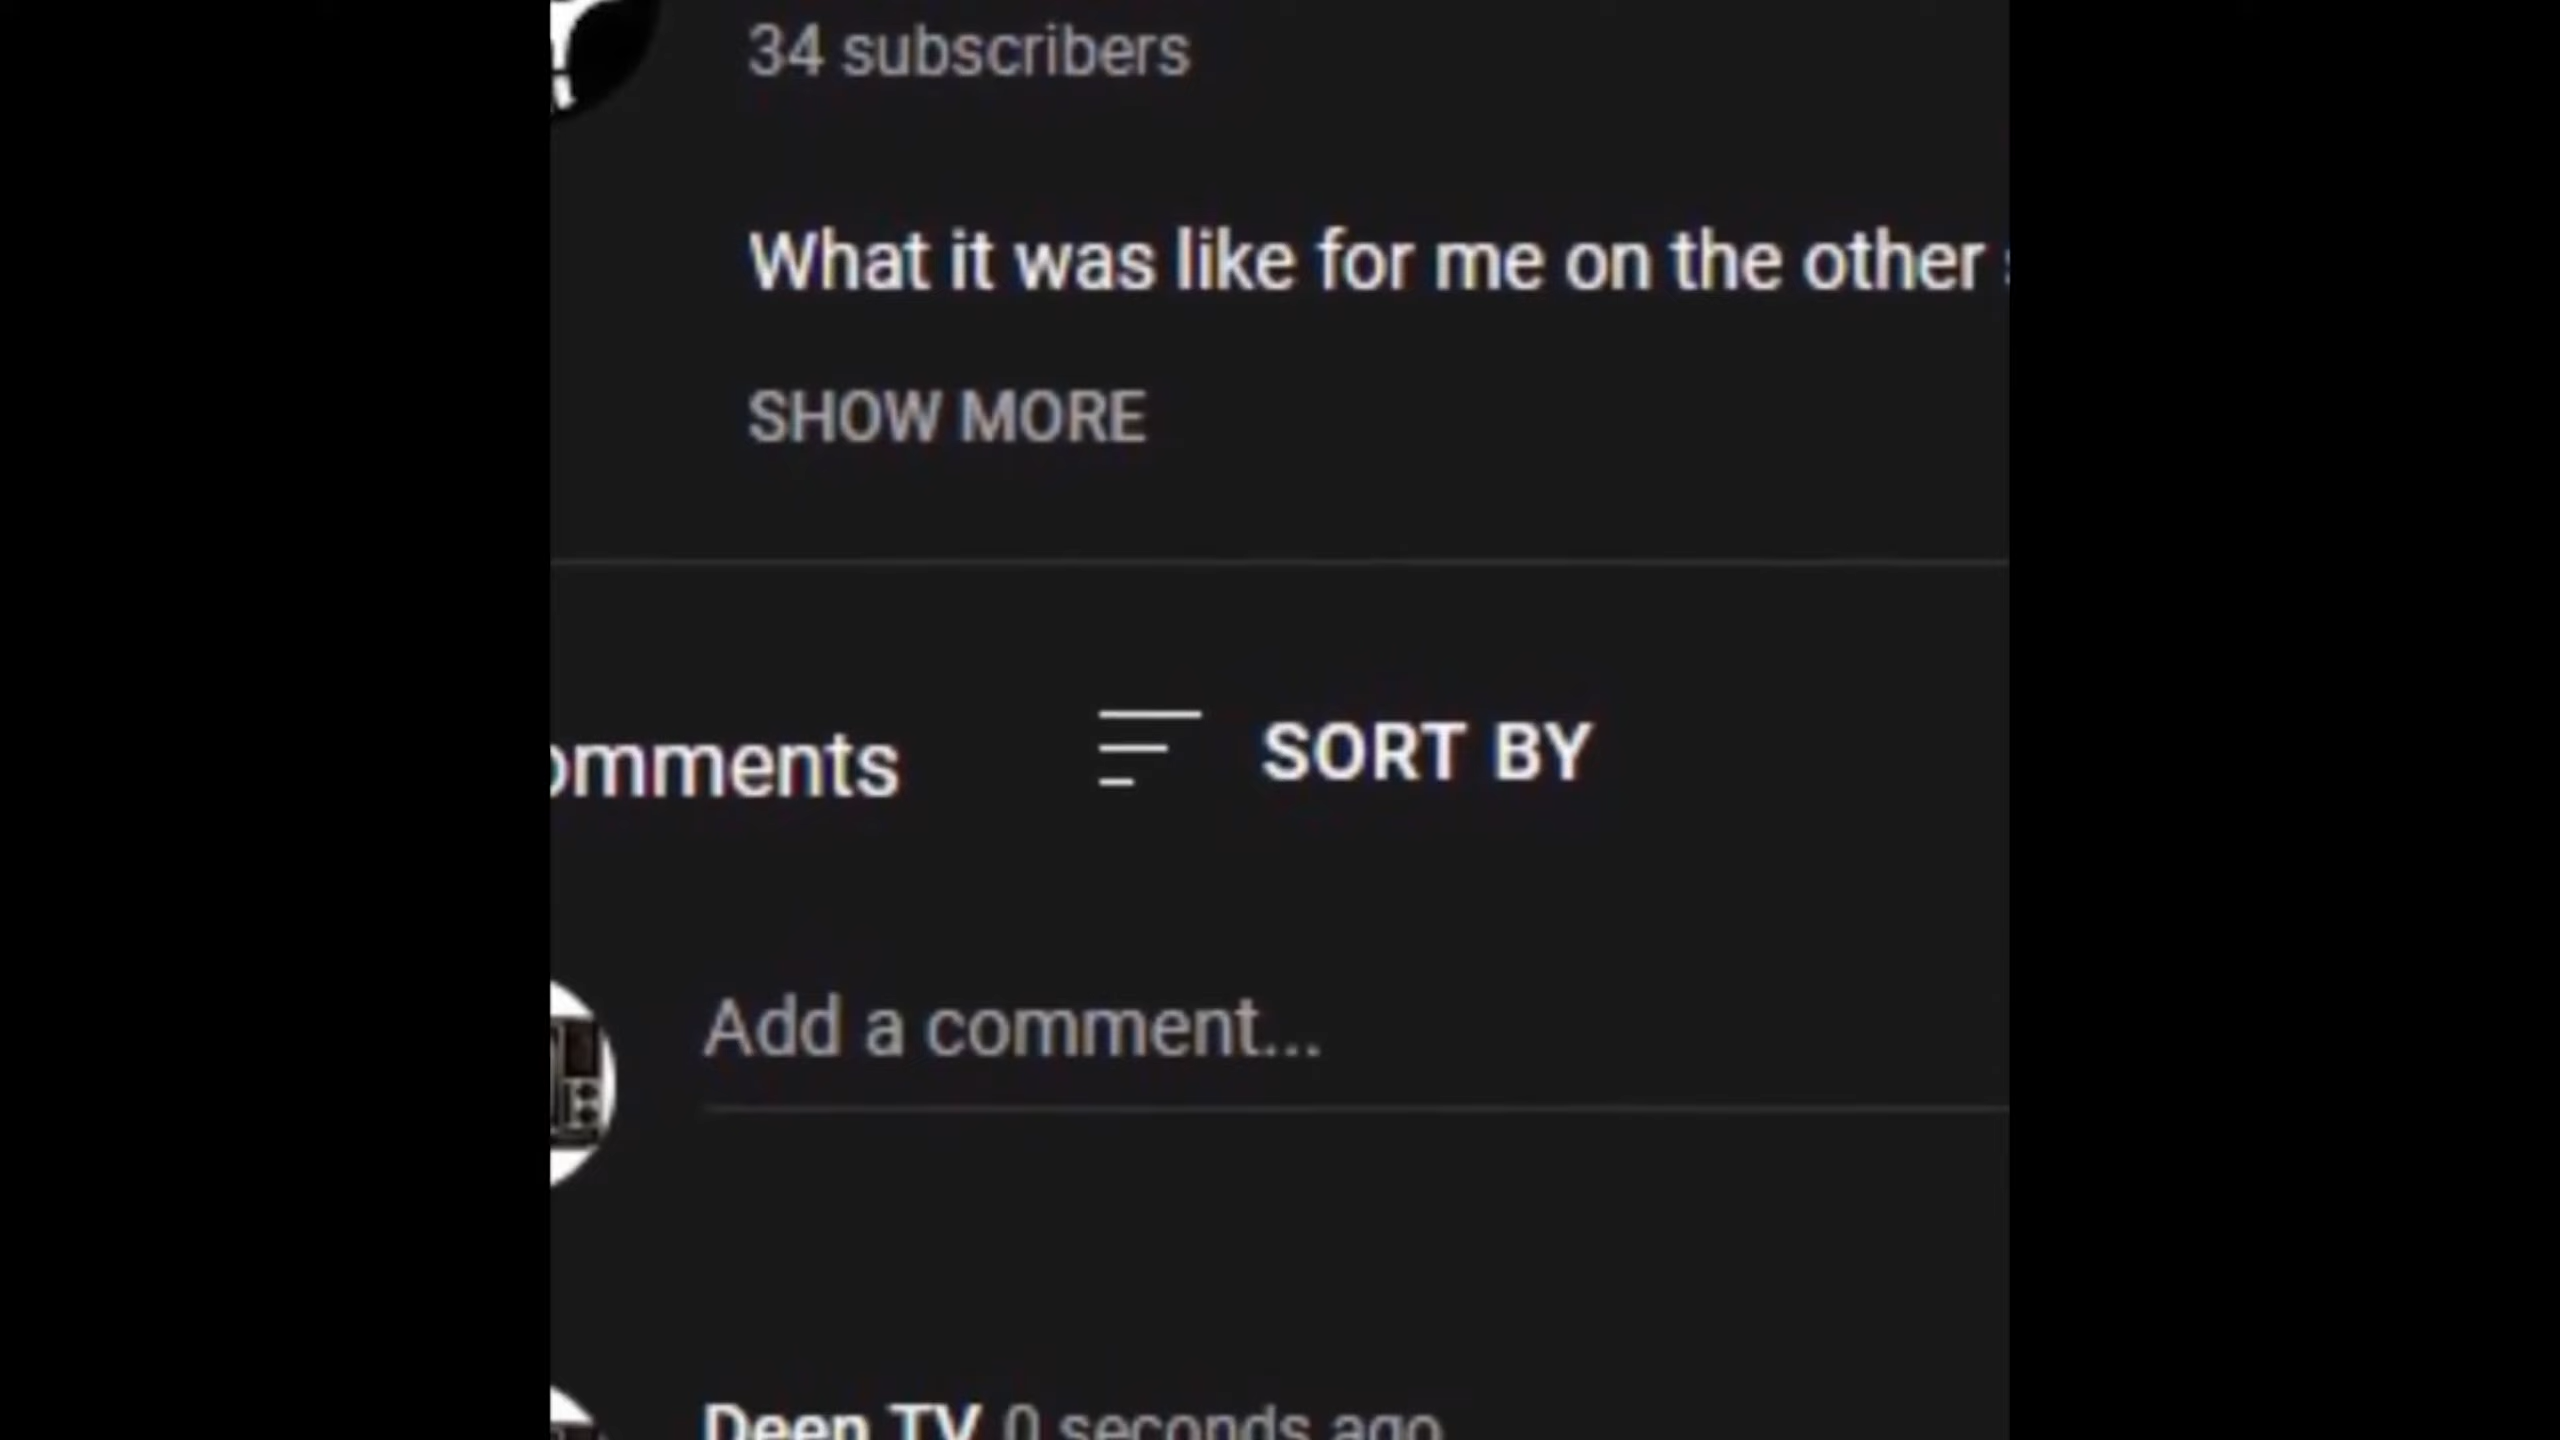 34 subscribers
What it was like for me on the other
SHOW MORE
omments
SORT BY
Add a comment...
TV 0 seconds ago